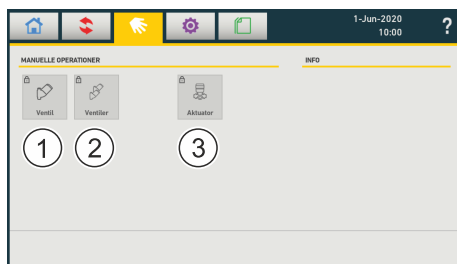 1-Jun-2020
10:00
?
MANUELLE OPERATIONER
INFO
Ventil
Ventiler
Aktuator
1
2
3